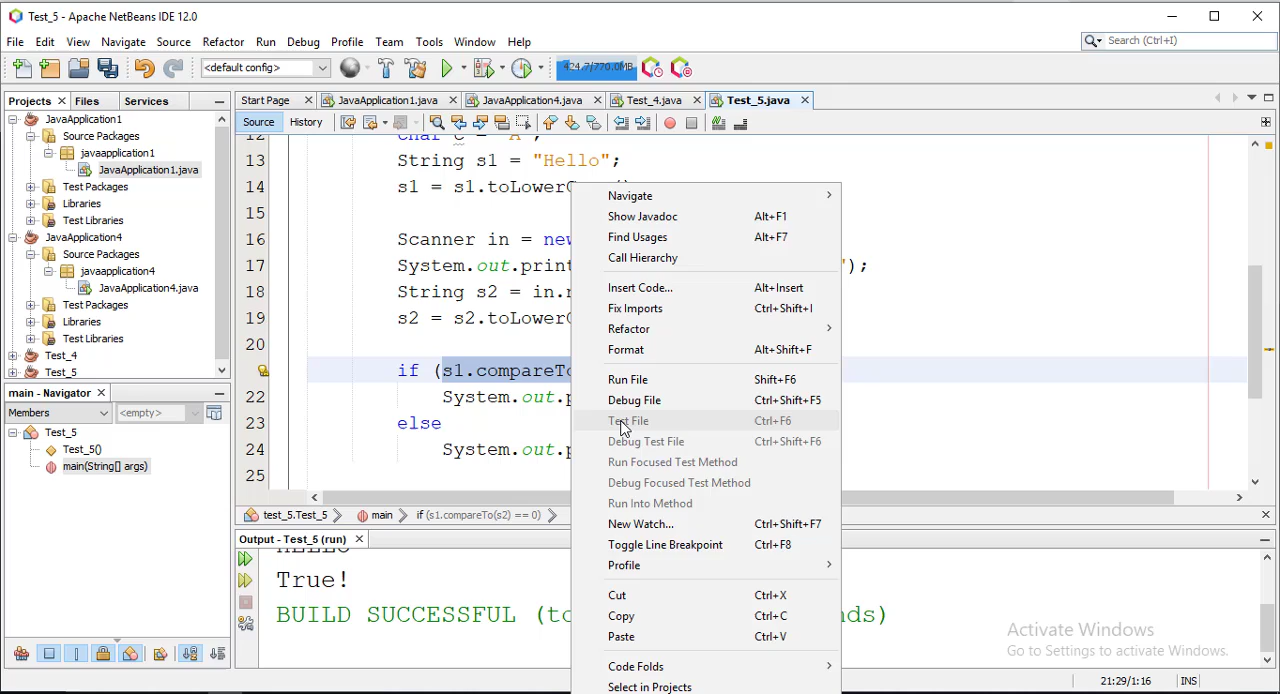 Test_5 - Apache NetBeans IDE 12.0
File Edit View Navigate Source Refactor Run Debug Profile Team Tools Window Help
Search (Ctrl+I)
<default config>
424.7/770.0MB
Projects Files Services
Start Page JavaApplication1.java JavaApplication4.java Test_4.java Test_5.java
Source History
JavaApplication1
Source Packages
javaapplication1
JavaApplication1.java
Test Packages
Libraries
Test Libraries
JavaApplication4
Source Packages
javaapplication4
JavaApplication4.java
Test Packages
Libraries
Test Libraries
Test_4
Test_5
main - Navigator
Members <empty>
Test_5
Test_5()
main(String[] args)
12 char c = 'A';
13 String s1 = "Hello";
14 s1 = s1.toLowerC
15
16 Scanner in = new
17 System.out.print ");
18 String s2 = in.n
19 s2 = s2.toLowerC
20
if (s1.compareTo
22 System.out.p
23 else
24 System.out.p
25
Navigate
Show Javadoc Alt+F1
Find Usages Alt+F7
Call Hierarchy
Insert Code... Alt+Insert
Fix Imports Ctrl+Shift+I
Refactor
Format Alt+Shift+F
Run File Shift+F6
Debug File Ctrl+Shift+F5
Test File Ctrl+F6
Debug Test File Ctrl+Shift+F6
Run Focused Test Method
Debug Focused Test Method
Run Into Method
New Watch... Ctrl+Shift+F7
Toggle Line Breakpoint Ctrl+F8
Profile
Cut Ctrl+X
Copy Ctrl+C
Paste Ctrl+V
Code Folds
Select in Projects
test_5.Test_5 main if (s1.compareTo(s2) == 0)
Output - Test_5 (run)
HELLO
True!
BUILD SUCCESSFUL (to nds)
Activate Windows
Go to Settings to activate Windows.
21:29/1:16 INS